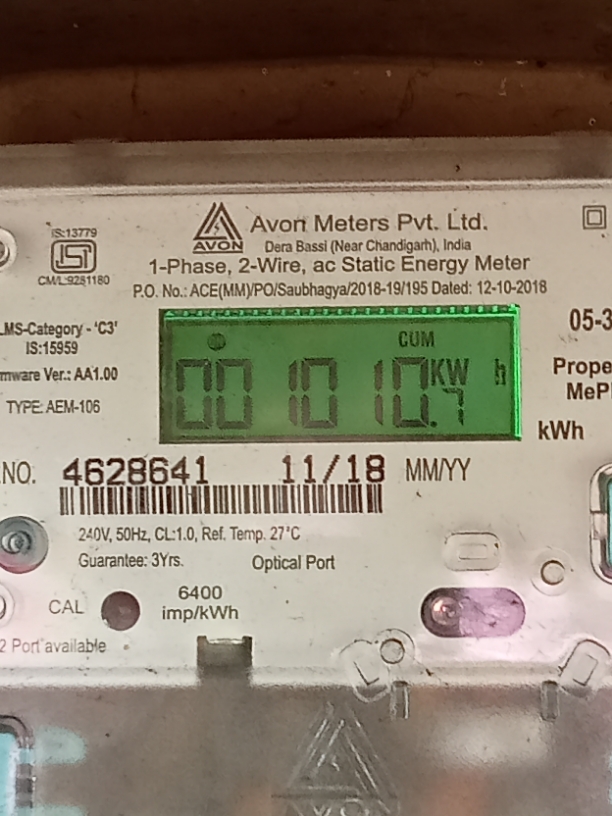 IS:13779
CM/L:9281180
AVON
Avon Meters Pvt. Ltd.
Dera Bassi (Near Chandigarh), India
1-Phase, 2-Wire, ac Static Energy Meter
P.O. No.: ACE(MM)/PO/Saubhagya/2018-19/195 Dated: 12-10-2018
LMS-Category - 'C3'
IS:15959
mware Ver.: AA1.00
TYPE: AEM-106
CUM
001010.7 KW h
05-3
Prope
MeP
kWh
NO. 4628641 11/18 MM/YY
240V, 50Hz, CL:1.0, Ref. Temp. 27°C
Guarantee: 3Yrs. Optical Port
CAL
6400
imp/kWh
2 Port available
AVON